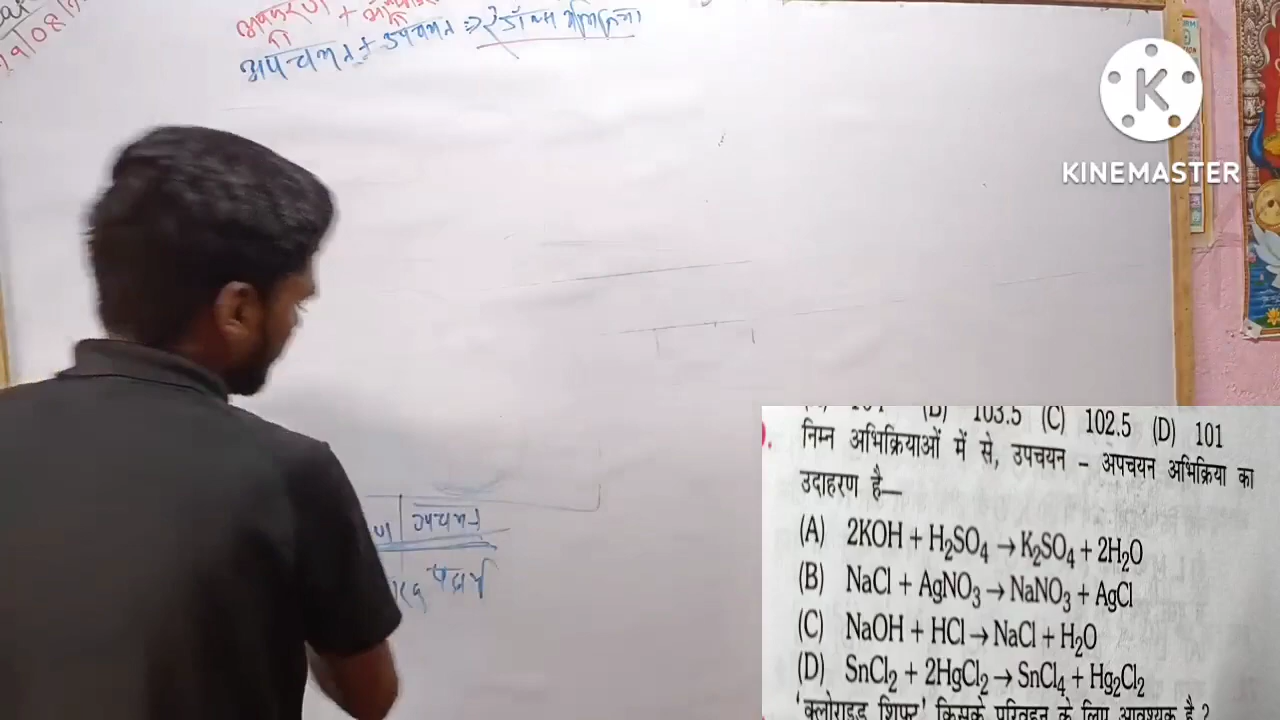 अपचयन + उपचयन ⇒ रेडॉक्स
KINEMASTER
उपचयन
पदार्थ
(B) 103.5 (C) 102.5 (D) 101
निम्न अभिक्रियाओं में से, उपचयन – अपचयन अभिक्रिया का
उदाहरण है—
(A) 2KOH + H₂SO₄ → K₂SO₄ + 2H₂O
(B) NaCl + AgNO₃ → NaNO₃ + AgCl
(C) NaOH + HCl → NaCl + H₂O
(D) SnCl₂ + 2HgCl₂ → SnCl₄ + Hg₂Cl₂
'क्लोराइड शिफ्ट' किसके परिवहन के लिए आवश्यक है ?